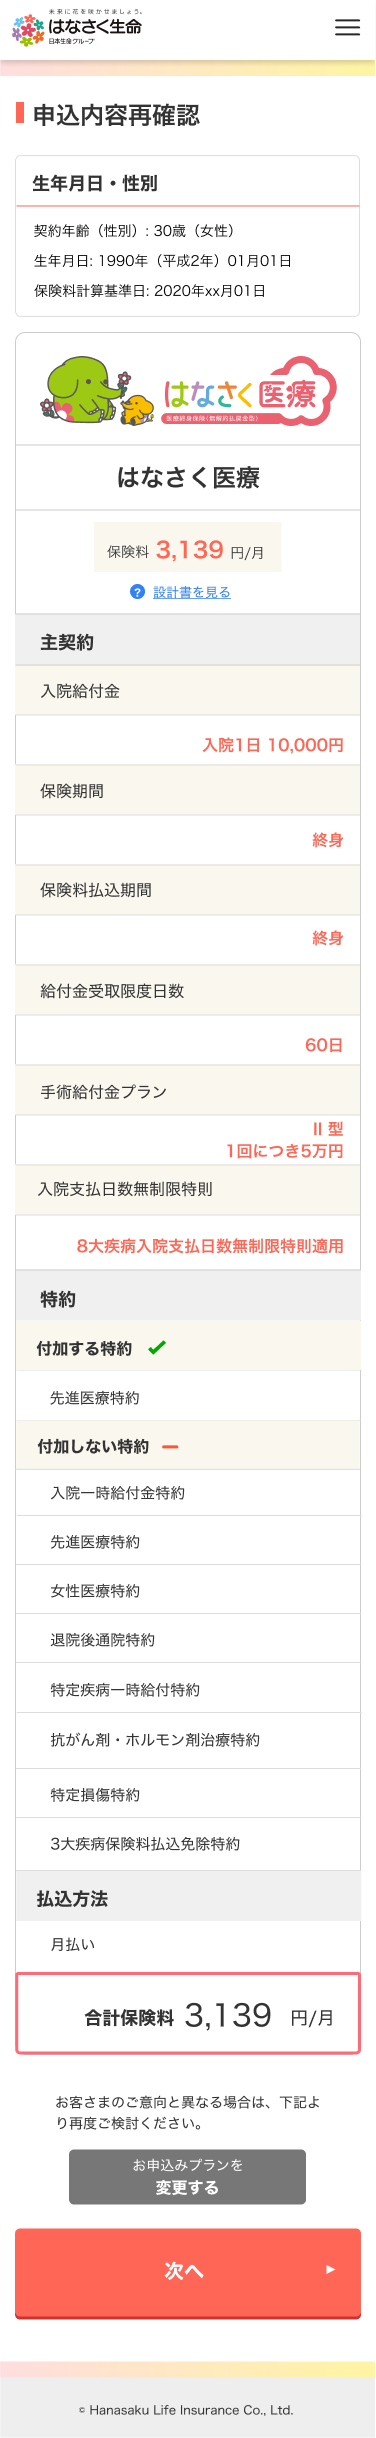 未来に花を咲かせましょう。
はなさく生命
日本生命グループ
申込内容再確認
生年月日・性別
契約年齢（性別）: 30歳（女性）
生年月日: 1990年（平成2年）01月01日
保険料計算基準日: 2020年xx月01日
はなさく医療
医療終身保険(無解約払戻金型)
はなさく医療
保険料 3,139 円/月
? 設計書を見る
主契約
入院給付金
入院1日 10,000円
保険期間
終身
保険料払込期間
終身
給付金受取限度日数
60日
手術給付金プラン
II 型
1回につき5万円
入院支払日数無制限特則
8大疾病入院支払日数無制限特則適用
特約
付加する特約
先進医療特約
付加しない特約
入院一時給付金特約
先進医療特約
女性医療特約
退院後通院特約
特定疾病一時給付特約
抗がん剤・ホルモン剤治療特約
特定損傷特約
3大疾病保険料払込免除特約
払込方法
月払い
合計保険料 3,139 円/月
お客さまのご意向と異なる場合は、下記よ
り再度ご検討ください。
お申込みプランを
変更する
次へ
© Hanasaku Life Insurance Co., Ltd.